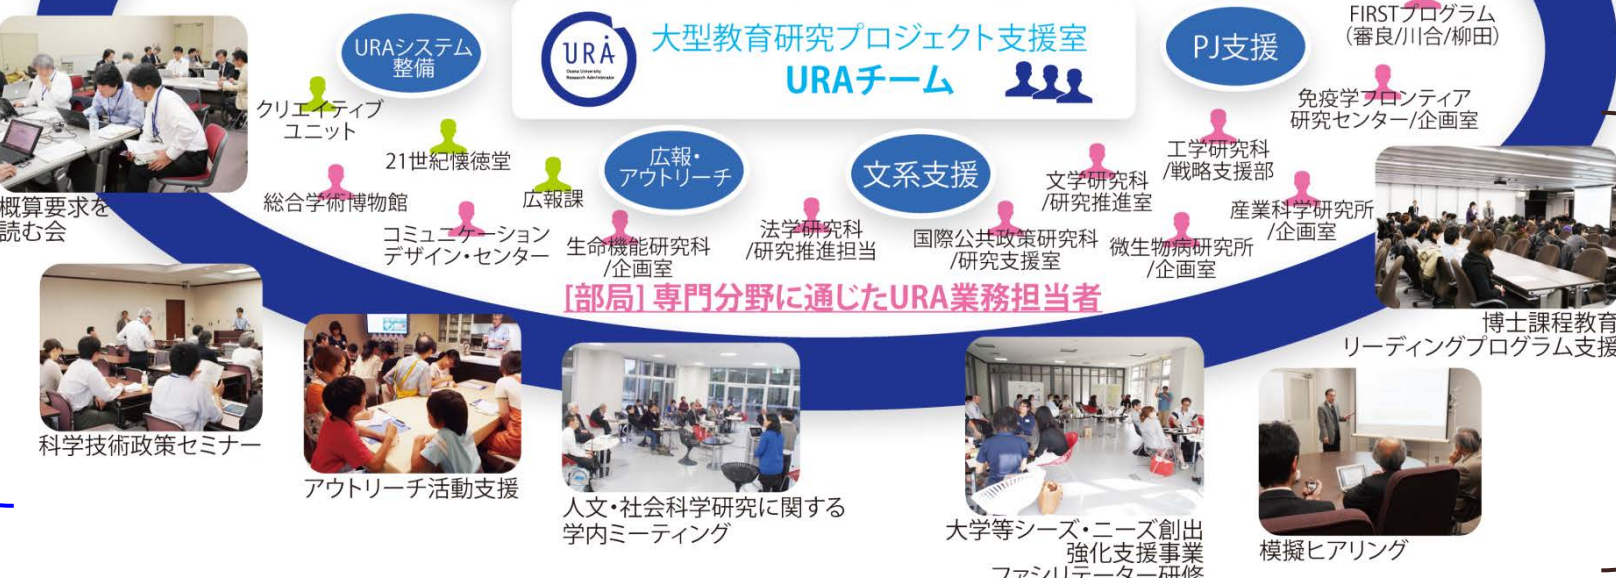 URAシステム
整備
URA
Osaka University
Research Administrator
大型教育研究プロジェクト支援室
URAチーム
PJ支援
FIRSTプログラム
(審良/川合/柳田)
クリエイティブ
ユニット
21世紀懐徳堂
広報課
広報・
アウトリーチ
文系支援
文学研究科
/研究推進室
工学研究科
/戦略支援部
免疫学フロンティア
研究センター/企画室
総合学術博物館
コミュニケーション
デザイン・センター
生命機能研究科
/企画室
法学研究科
/研究推進担当
国際公共政策研究科
/研究支援室
微生物病研究所
/企画室
産業科学研究所
/企画室
[部局] 専門分野に通じたURA業務担当者
概算要求を
読む会
科学技術政策セミナー
アウトリーチ活動支援
人文・社会科学研究に関する
学内ミーティング
大学等シーズ・ニーズ創出
強化支援事業
ファシリテーター研修
模擬ヒアリング
博士課程教育
リーディングプログラム支援